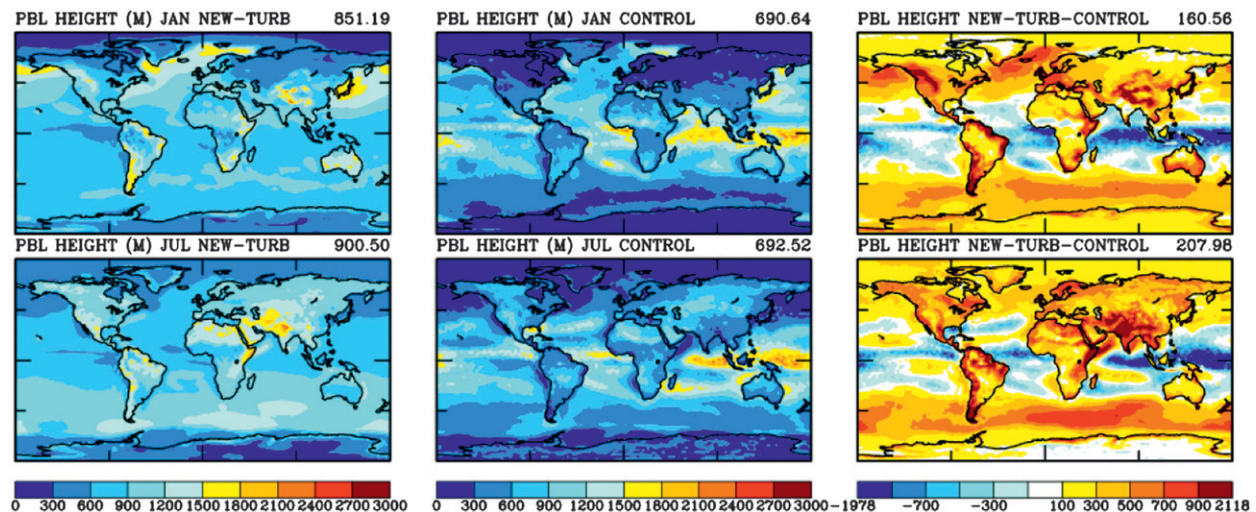 PBL HEIGHT (M) JAN NEW-TURB 851.19
PBL HEIGHT (M) JAN CONTROL 690.64
PBL HEIGHT NEW-TURB-CONTROL 160.56
PBL HEIGHT (M) JUL NEW-TURB 900.50
PBL HEIGHT (M) JUL CONTROL 692.52
PBL HEIGHT NEW-TURB-CONTROL 207.98
0 300 600 900 1200 1500 1800 2100 2400 2700 3000
0 300 600 900 1200 1500 1800 2100 2400 2700 3000
-1978 -700 -300 100 300 700 900 2118